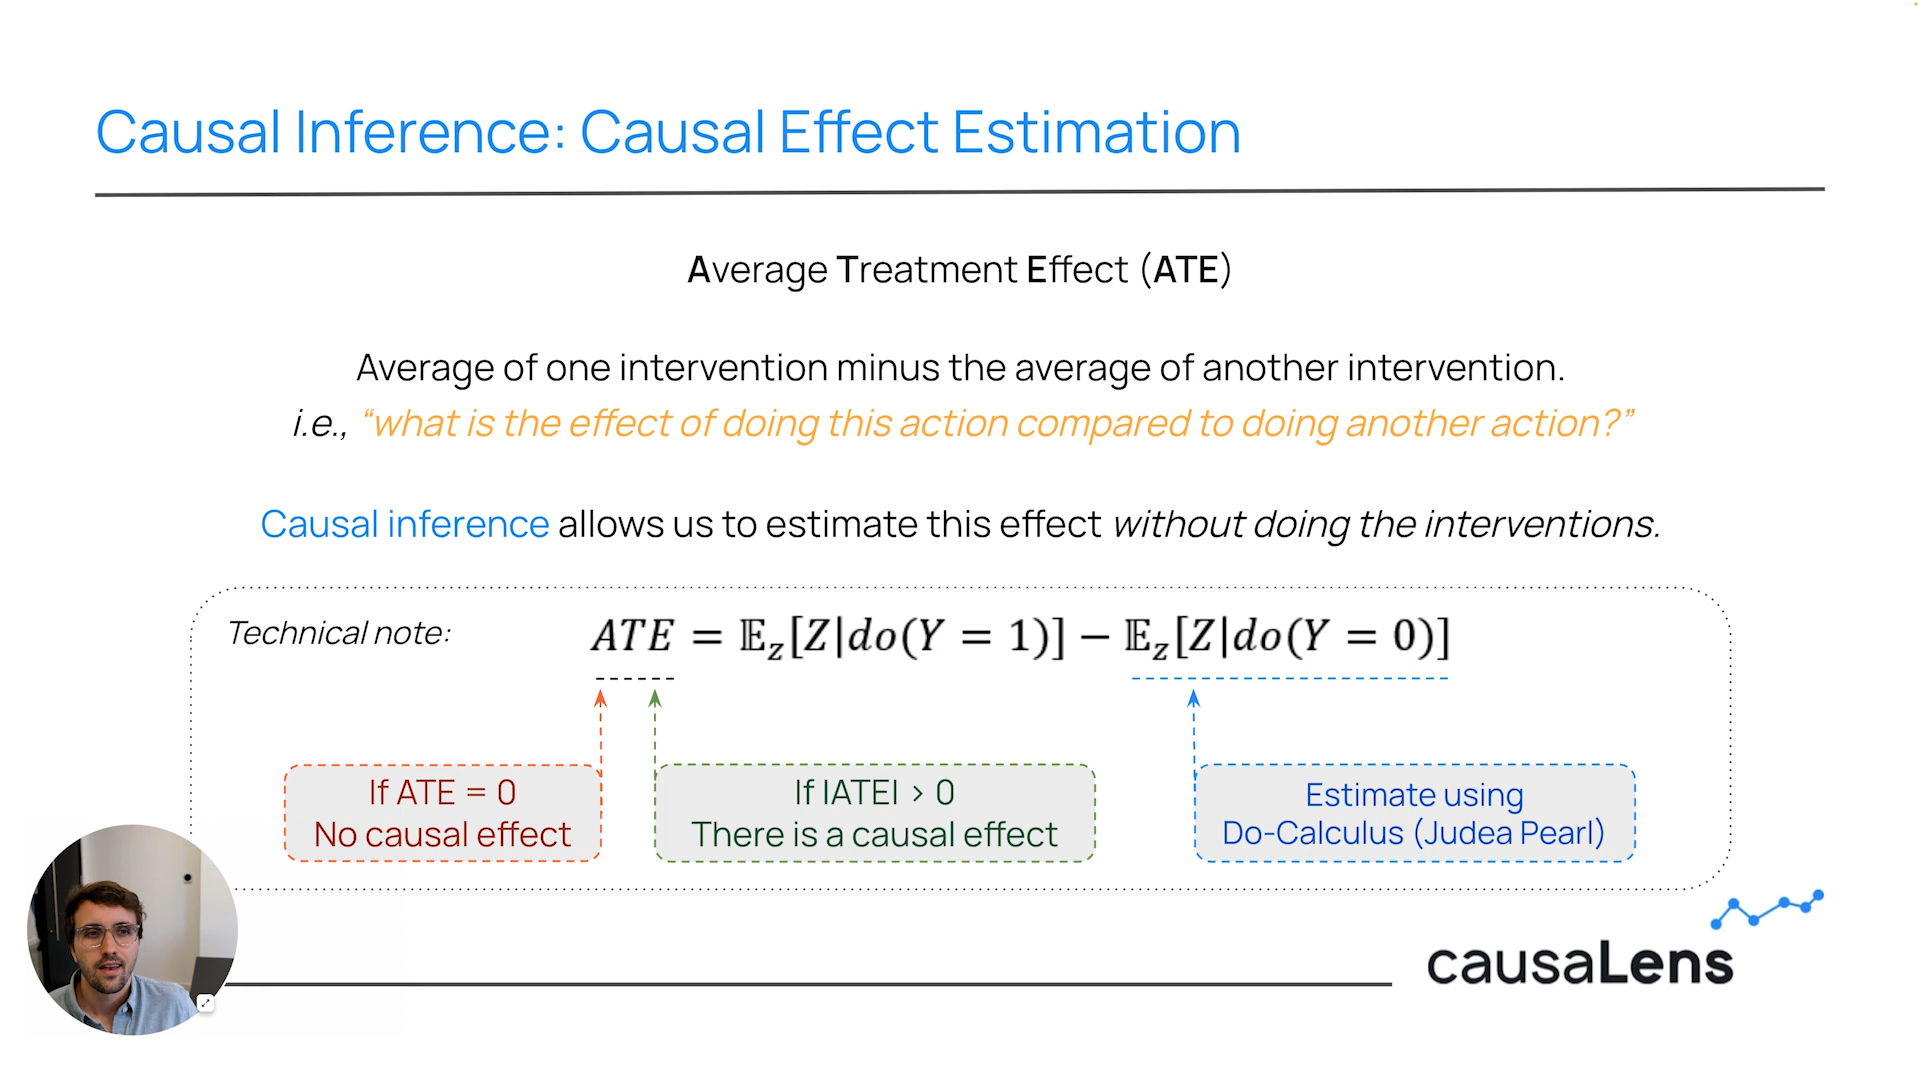 Causal Inference: Causal Effect Estimation
Average Treatment Effect (ATE)
Average of one intervention minus the average of another intervention.
i.e., “what is the effect of doing this action compared to doing another action?”
Causal inference allows us to estimate this effect without doing the interventions.
Technical note:
ATE = 𝔼z[Z|do(Y = 1)] − 𝔼z[Z|do(Y = 0)]
If ATE = 0
No causal effect
If |ATE| > 0
There is a causal effect
Estimate using
Do-Calculus (Judea Pearl)
causaLens